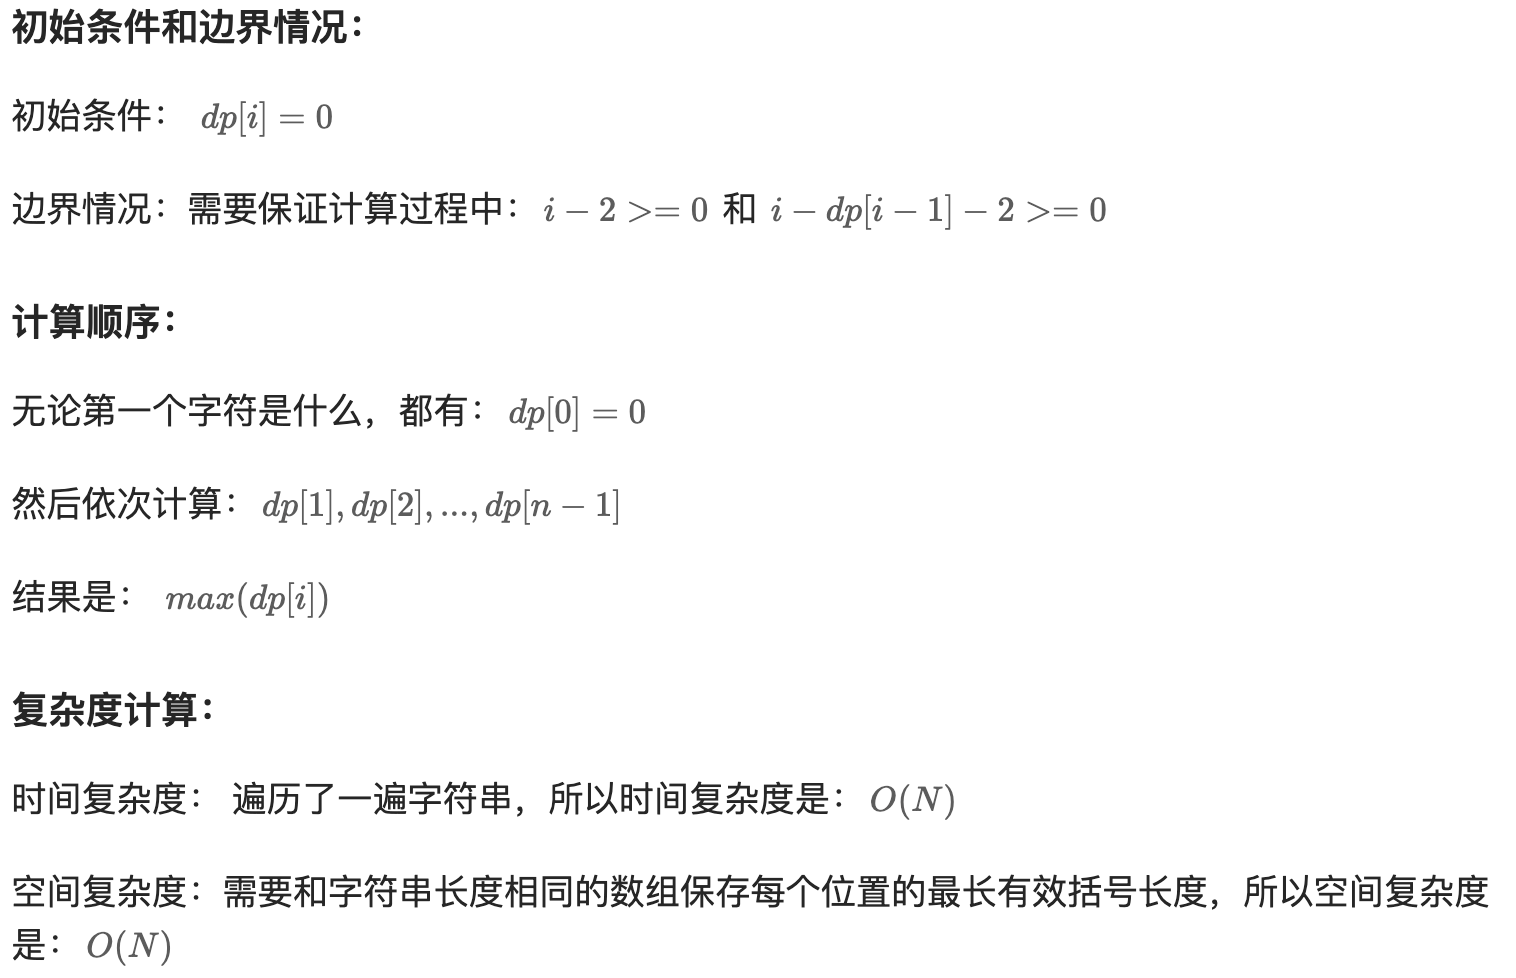 初始条件和边界情况：
初始条件： dp[i] = 0
边界情况：需要保证计算过程中： i − 2 >= 0 和 i − dp[i − 1] − 2 >= 0
计算顺序：
无论第一个字符是什么，都有： dp[0] = 0
然后依次计算： dp[1], dp[2], ..., dp[n − 1]
结果是： max(dp[i])
复杂度计算：
时间复杂度： 遍历了一遍字符串，所以时间复杂度是： O(N)
空间复杂度：需要和字符串长度相同的数组保存每个位置的最长有效括号长度，所以空间复杂度
是： O(N)